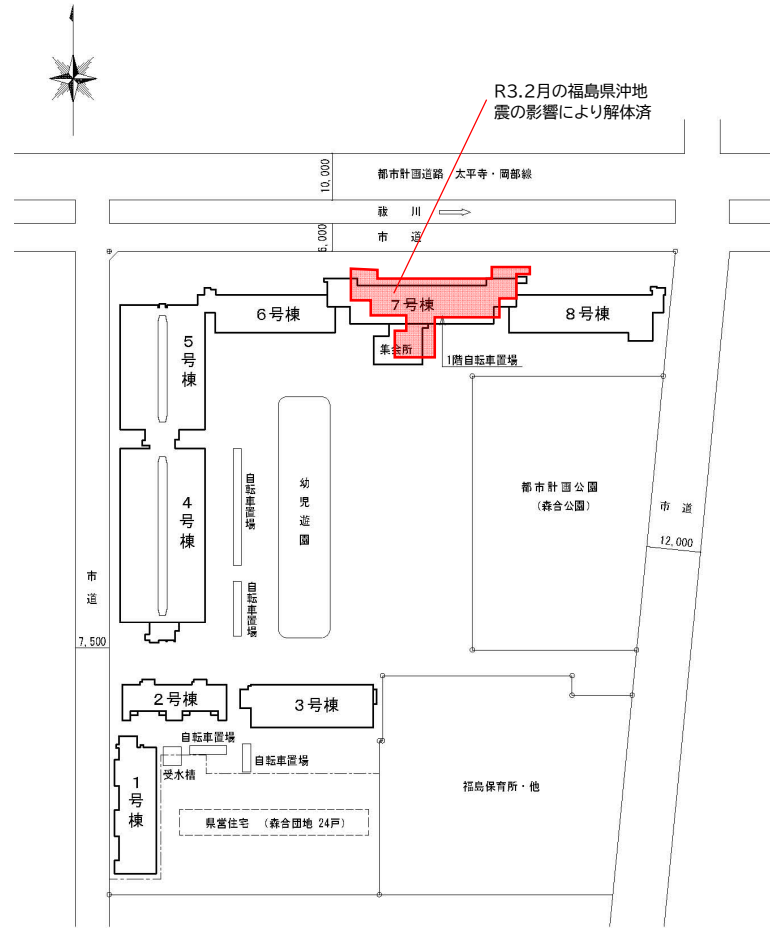 R3.2月の福島県沖地
震の影響により解体済
10,000
都市計画道路 太平寺・岡部線
祓 川
6,000
市 道
7号棟
6号棟
8号棟
5号棟
集会所
1階自転車置場
自転車置場
幼児遊園
都市計画公園
(森合公園)
市 道
12,000
4号棟
自転車置場
市道
7,500
2号棟
3号棟
自転車置場
受水槽
自転車置場
1号棟
福島保育所・他
県営住宅 (森合団地 24戸)